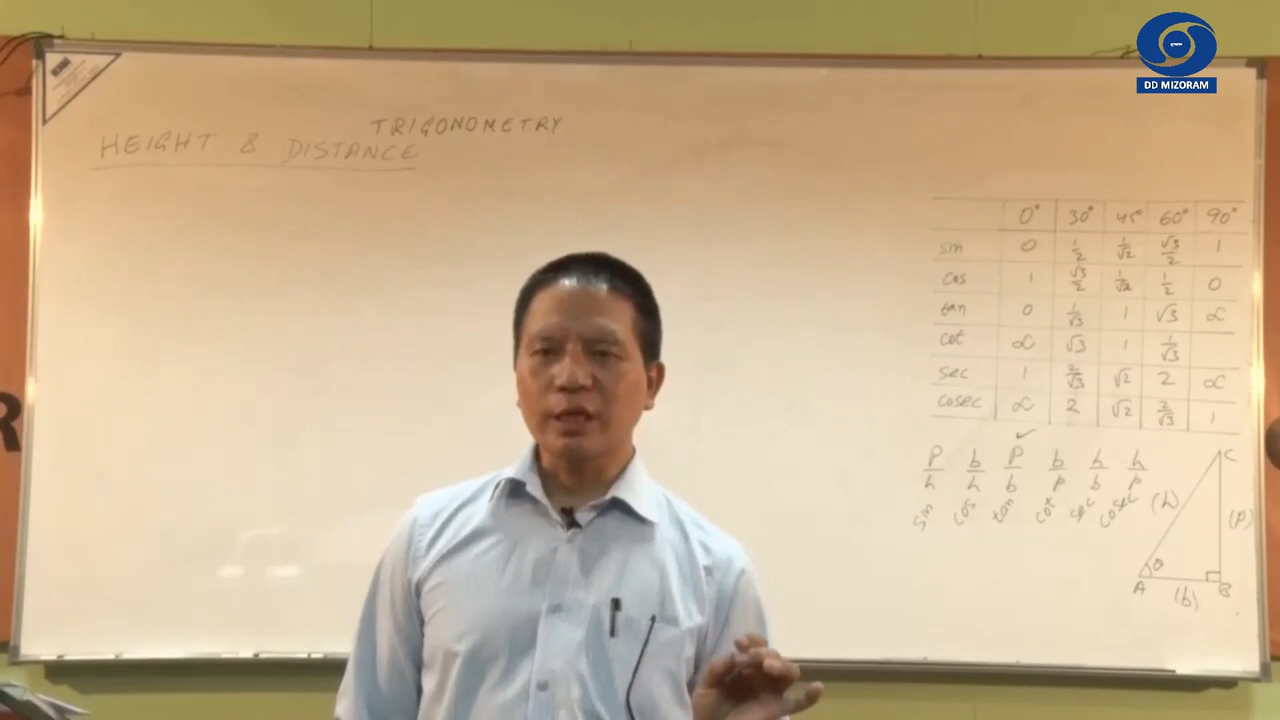 DD MIZORAM
TRIGONOMETRY
HEIGHT & DISTANCE
0° 30° 45° 60° 90°
sin 0 1/2 1/√2 √3/2 1
cos 1 √3/2 1/√2 1/2 0
tan 0 1/√3 1 √3 ∝
cot ∝ √3 1 1/√3
sec 1 2/√3 √2 2 ∝
cosec ∝ 2 √2 2/√3 1
✓
P/h b/h P/b b/p h/b h/p
sin cos tan cot sec cosec
C
(h) (p)
θ
A B
(b)
R